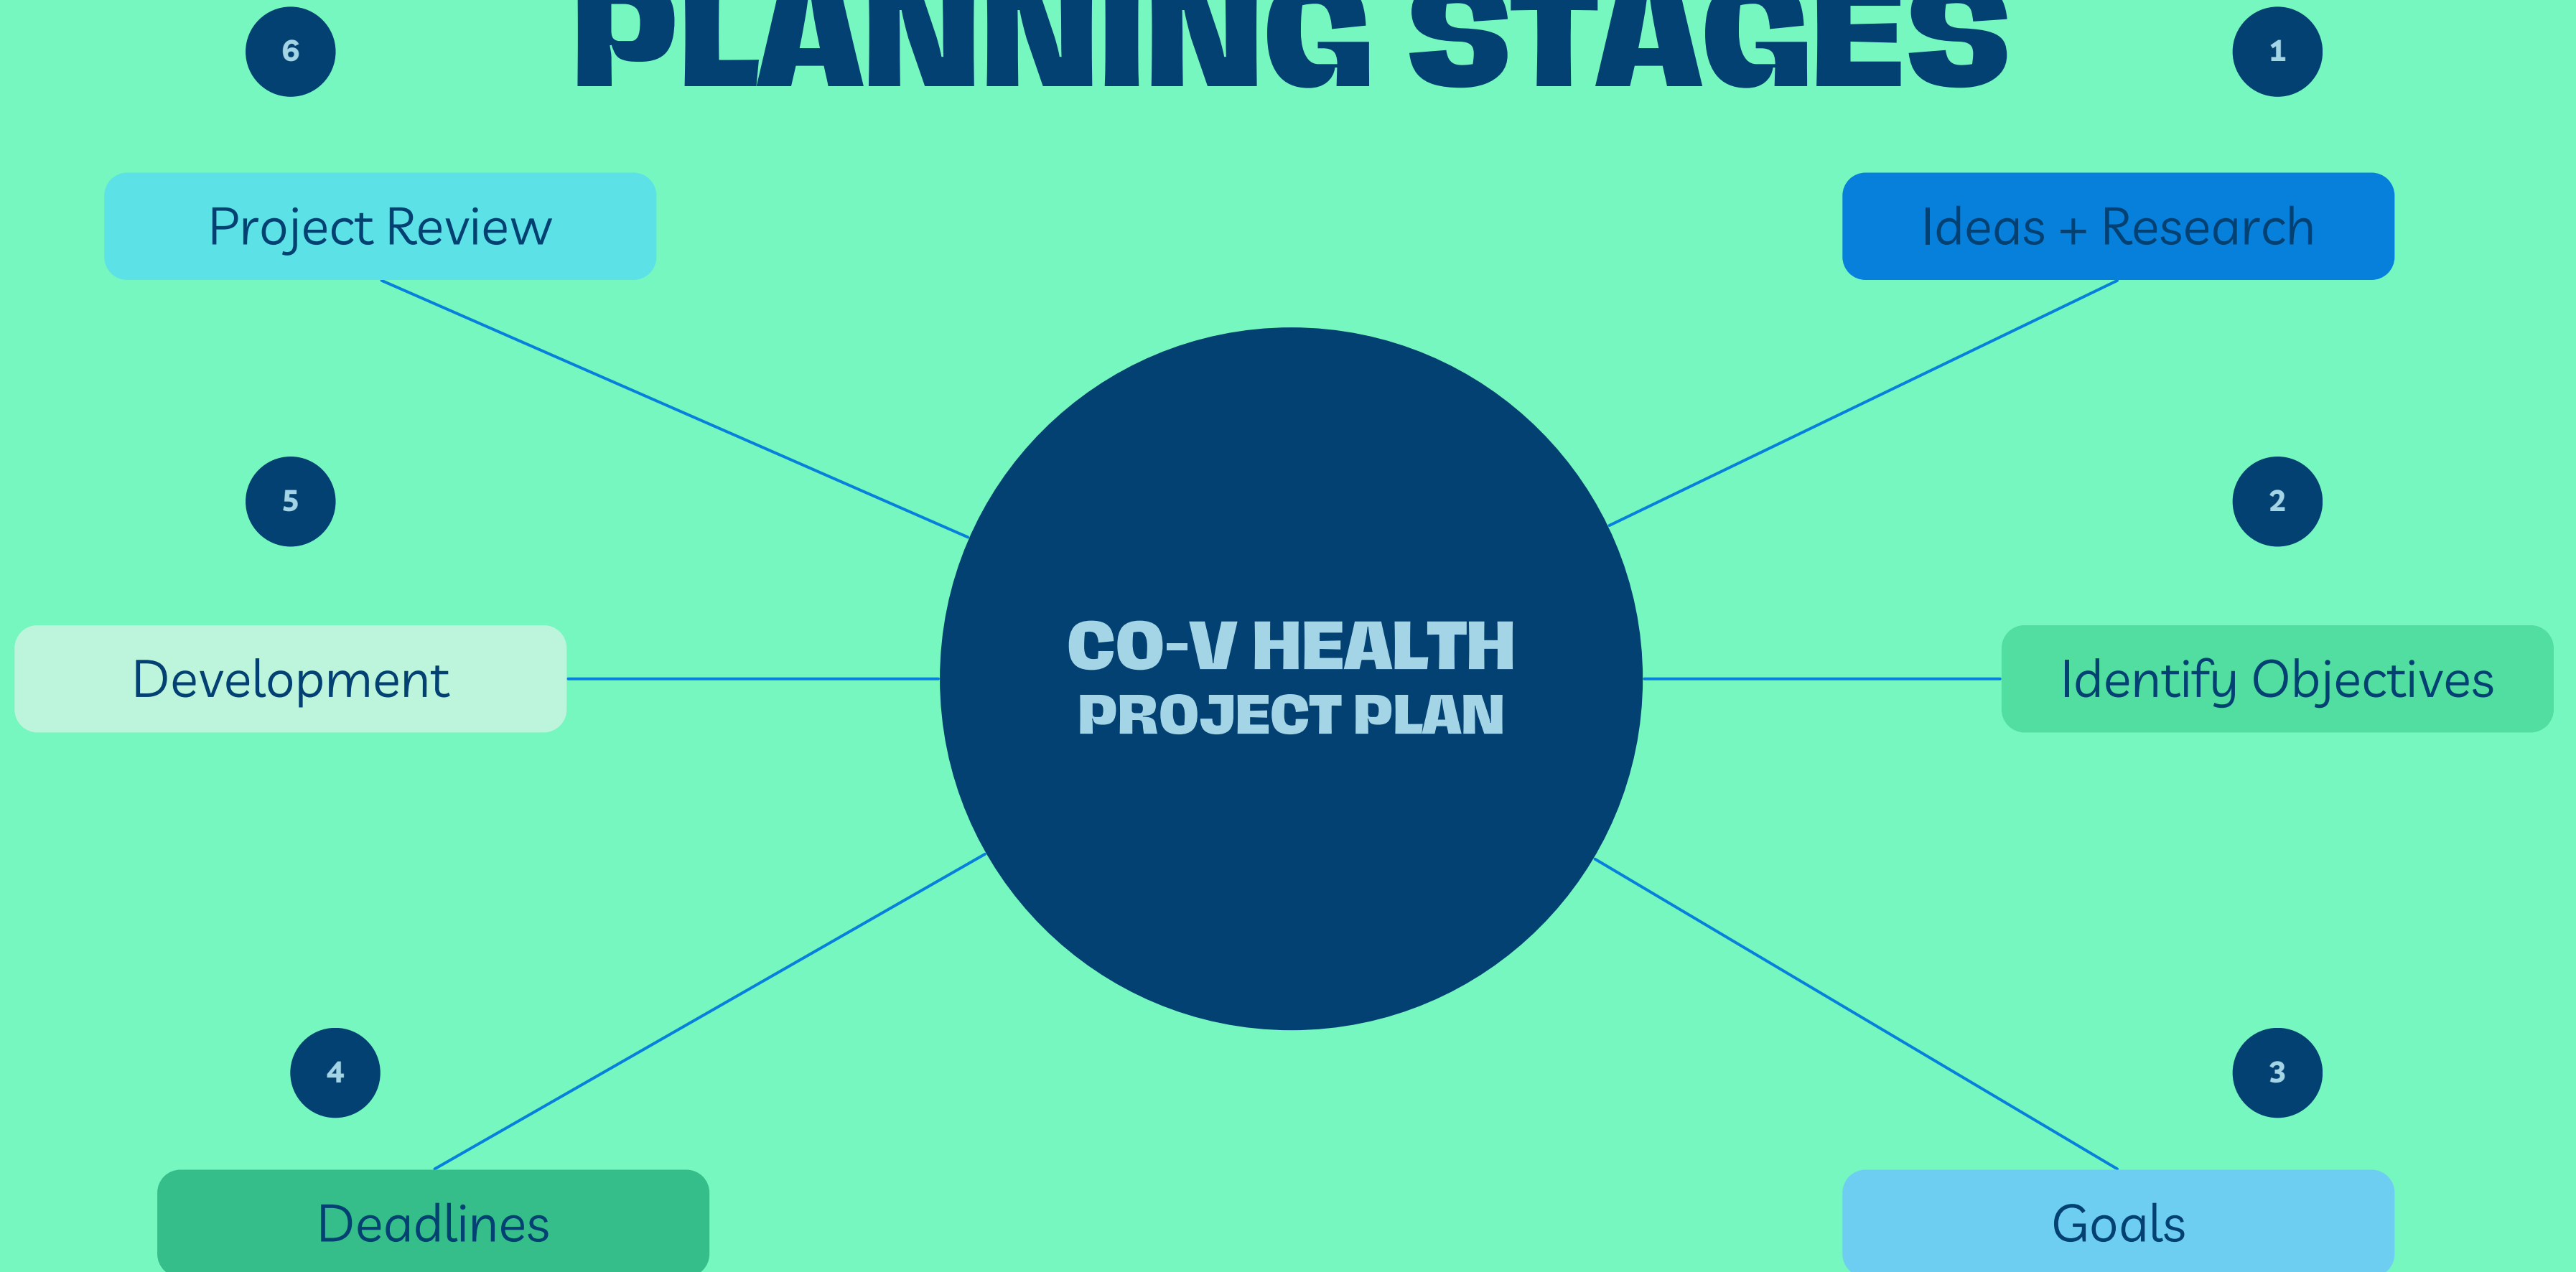 PLANNING STAGES
6
1
Project Review
Ideas + Research
5
2
CO-V HEALTH
PROJECT PLAN
Development
Identify Objectives
4
3
Deadlines
Goals